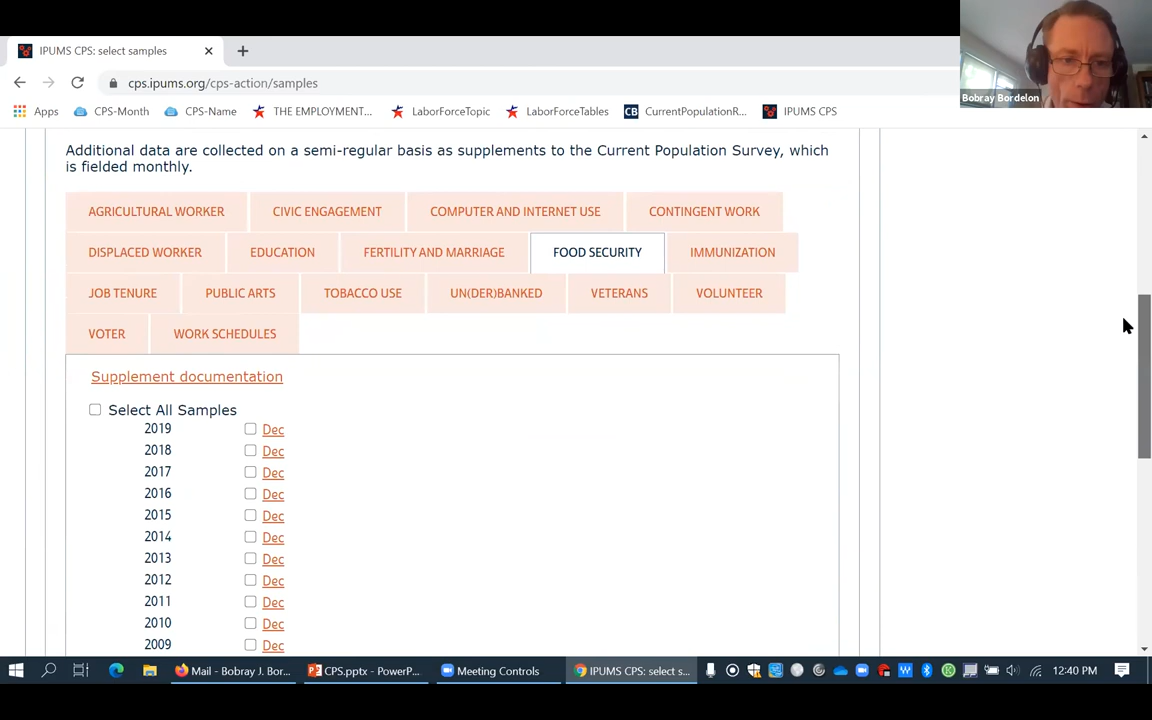 IPUMS CPS: select samples
cps.ipums.org/cps-action/samples
Bobray Bordelon
Apps CPS-Month CPS-Name THE EMPLOYMENT... LaborForceTopic LaborForceTables CB CurrentPopulationR... IPUMS CPS
Additional data are collected on a semi-regular basis as supplements to the Current Population Survey, which
is fielded monthly.
AGRICULTURAL WORKER CIVIC ENGAGEMENT COMPUTER AND INTERNET USE CONTINGENT WORK
DISPLACED WORKER EDUCATION FERTILITY AND MARRIAGE FOOD SECURITY IMMUNIZATION
JOB TENURE PUBLIC ARTS TOBACCO USE UN(DER)BANKED VETERANS VOLUNTEER
VOTER WORK SCHEDULES
Supplement documentation
Select All Samples
2019 Dec
2018 Dec
2017 Dec
2016 Dec
2015 Dec
2014 Dec
2013 Dec
2012 Dec
2011 Dec
2010 Dec
2009 Dec
Mail - Bobray J. Bor... CPS.pptx - PowerP... Meeting Controls IPUMS CPS: select s... 12:40 PM